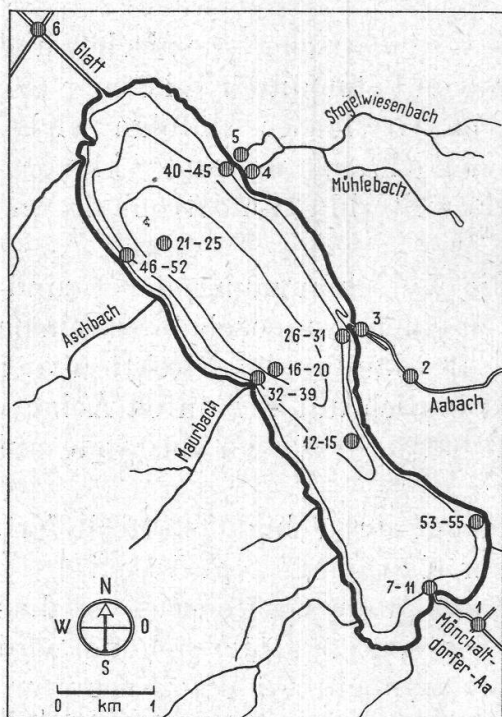 6
Glatt
Stogelwiesenbach
5
40-45
4
Mühlebach
21-25
46-52
Aschbach
26-31
3
16-20
2
32-39
Aabach
Maurbach
12-15
53-55
7-11
1
Mönchalt-
dorfer-Aa
N
W O
S
0 km 1